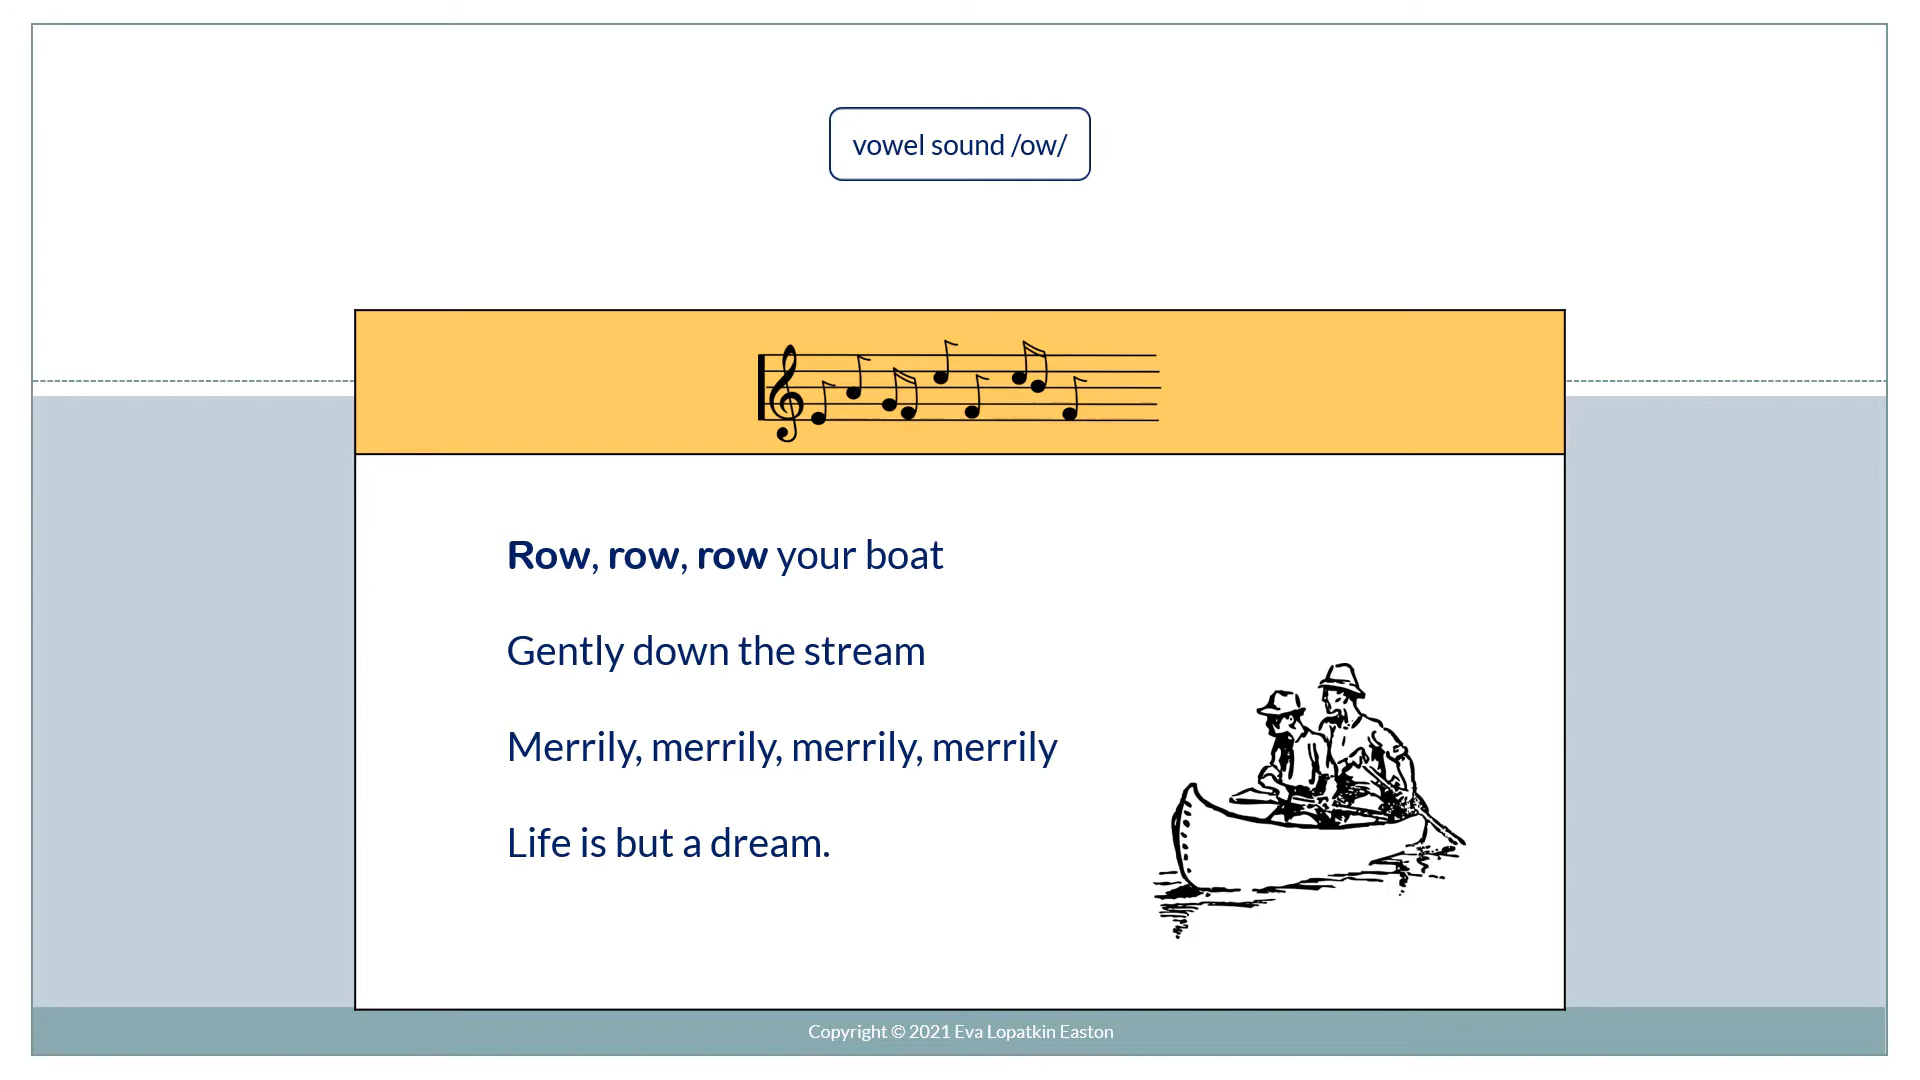 vowel sound /ow/
Row, row, row your boat
Gently down the stream
Merrily, merrily, merrily, merrily
Life is but a dream.
Copyright © 2021 Eva Lopatkin Easton